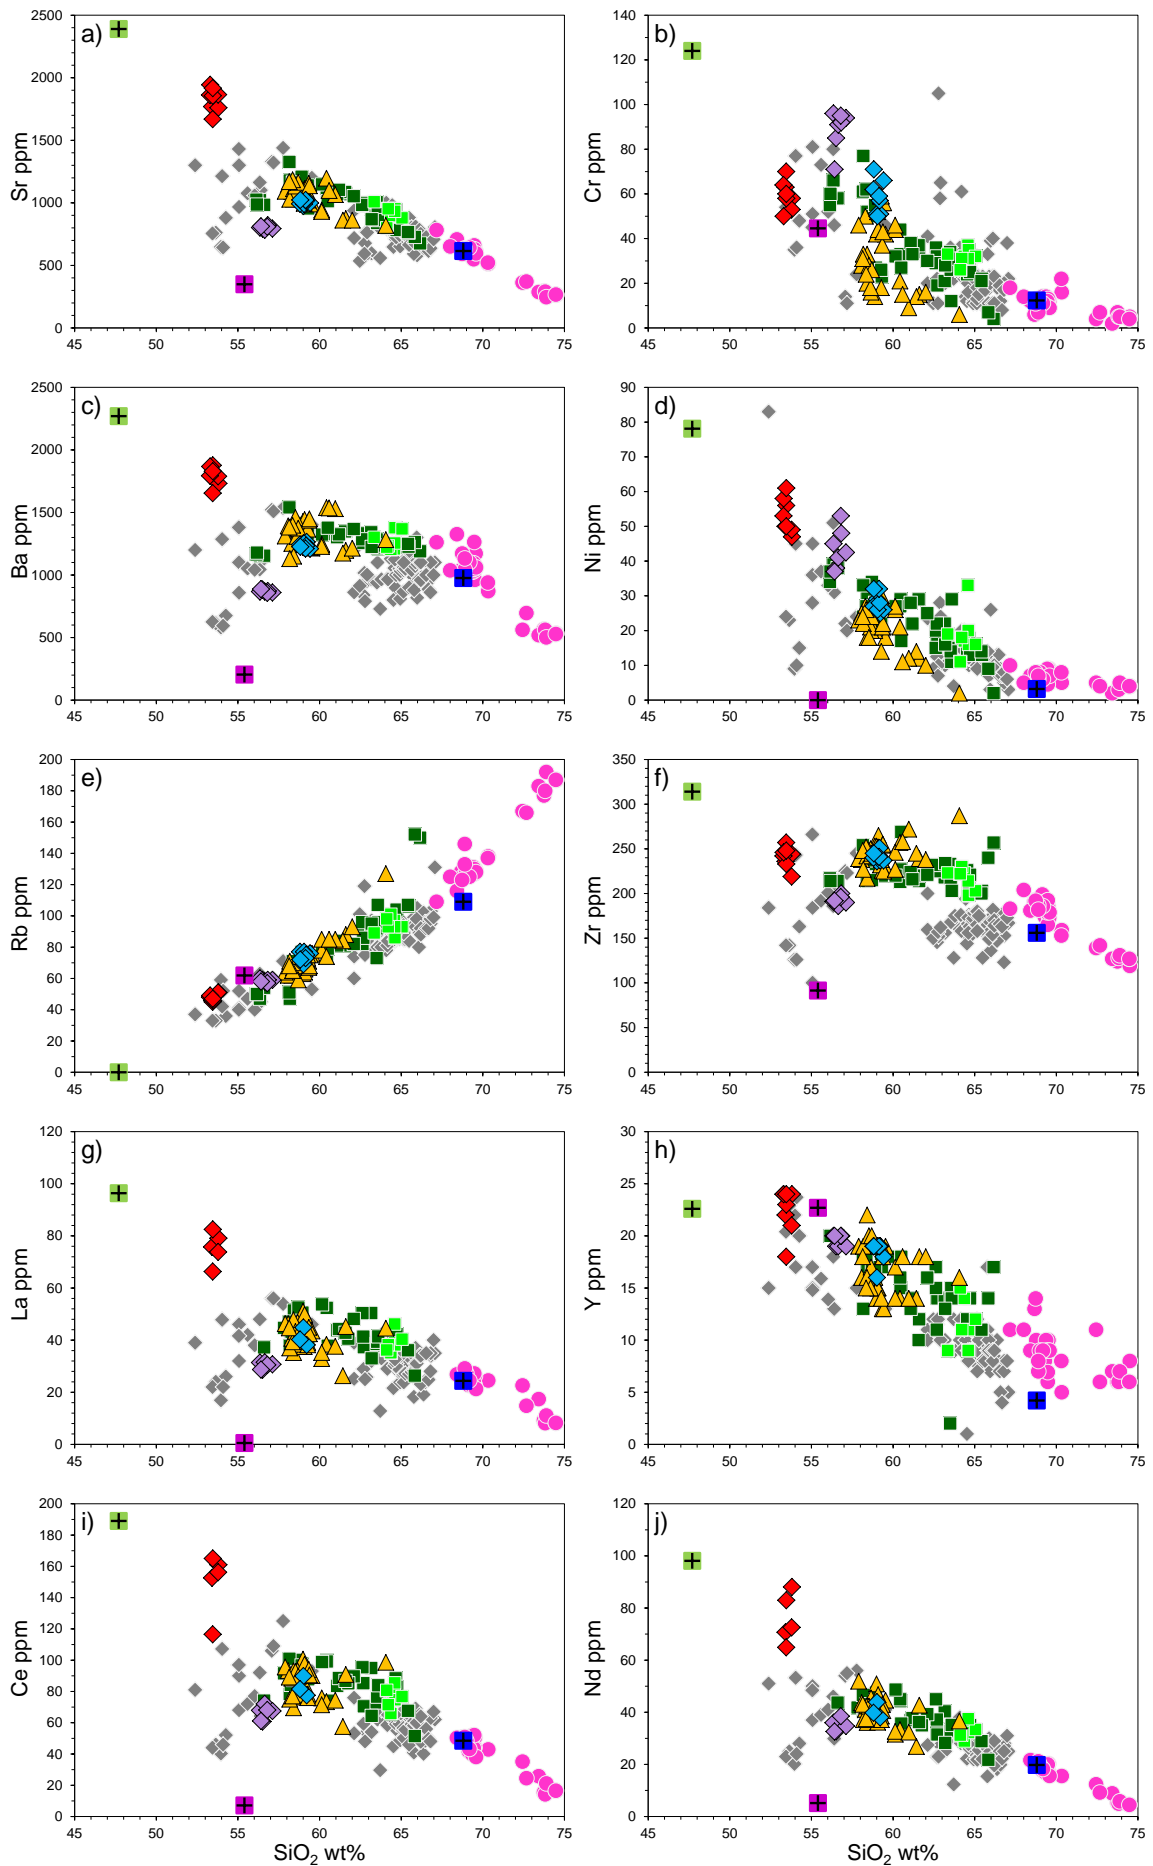 a)
Sr ppm
2500
2000
1500
1000
500
0
45 50 55 60 65 70 75
b)
Cr ppm
140
120
100
80
60
40
20
0
45 50 55 60 65 70 75
c)
Ba ppm
2500
2000
1500
1000
500
0
45 50 55 60 65 70 75
d)
Ni ppm
90
80
70
60
50
40
30
20
10
0
45 50 55 60 65 70 75
e)
Rb ppm
200
180
160
140
120
100
80
60
40
20
0
45 50 55 60 65 70 75
f)
Zr ppm
350
300
250
200
150
100
50
0
45 50 55 60 65 70 75
g)
La ppm
120
100
80
60
40
20
0
45 50 55 60 65 70 75
h)
Y ppm
30
25
20
15
10
5
0
45 50 55 60 65 70 75
i)
Ce ppm
200
180
160
140
120
100
80
60
40
20
0
45 50 55 60 65 70 75
SiO₂ wt%
j)
Nd ppm
120
100
80
60
40
20
0
45 50 55 60 65 70 75
SiO₂ wt%